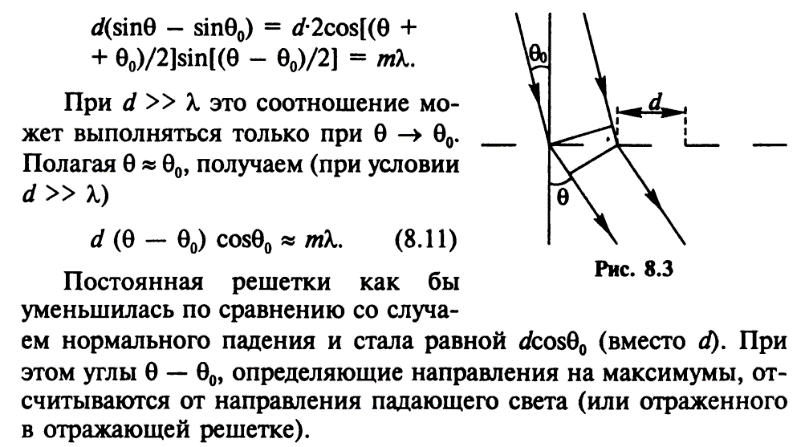 d(sinθ − sinθ₀) = d·2cos[(θ +
+ θ₀)/2]sin[(θ − θ₀)/2] = mλ.
При d >> λ это соотношение мо-
жет выполняться только при θ → θ₀.
Полагая θ ≈ θ₀, получаем (при условии
d >> λ)
d (θ − θ₀) cosθ₀ ≈ mλ. (8.11)
Постоянная решетки как бы
уменьшилась по сравнению со случа-
θ₀
d
θ
Рис. 8.3
ем нормального падения и стала равной dcosθ₀ (вместо d). При
этом углы θ − θ₀, определяющие направления на максимумы, от-
считываются от направления падающего света (или отраженного
в отражающей решетке).